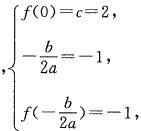 ,
f(0)=c=2,
-b/2a=-1,
f(-b/2a)=-1,